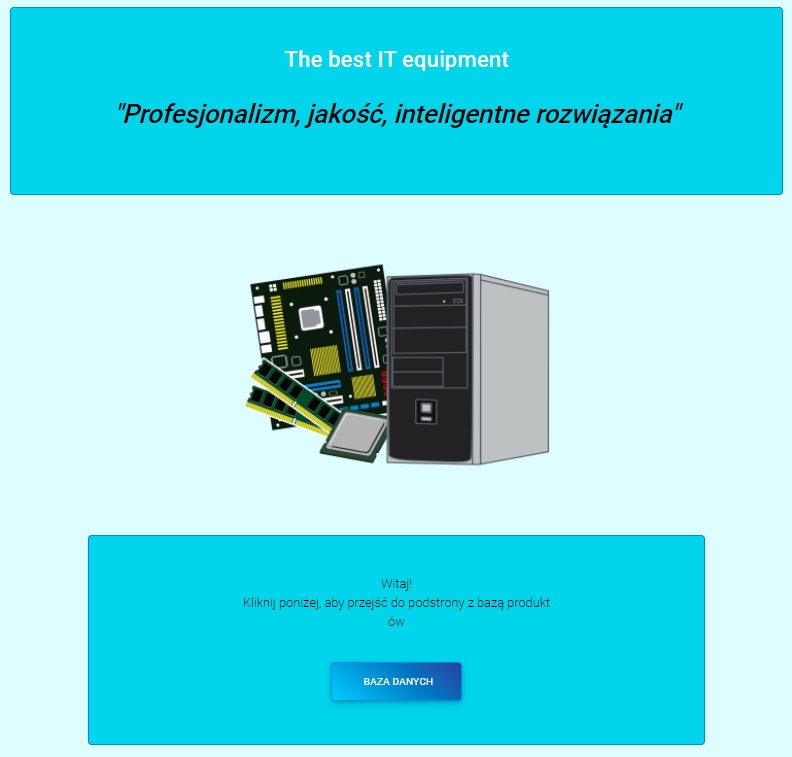 The best IT equipment
"Profesjonalizm, jakość, inteligentne rozwiązania"
Witaj!
Kliknij poniżej, aby przejść do podstrony z bazą produkt
ów
BAZA DANYCH